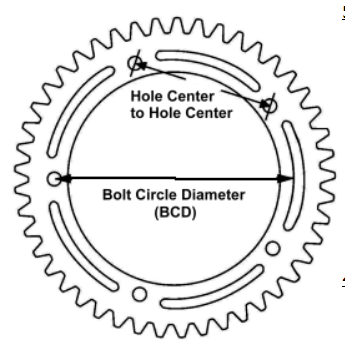 Hole Center
to Hole Center
Bolt Circle Diameter
(BCD)